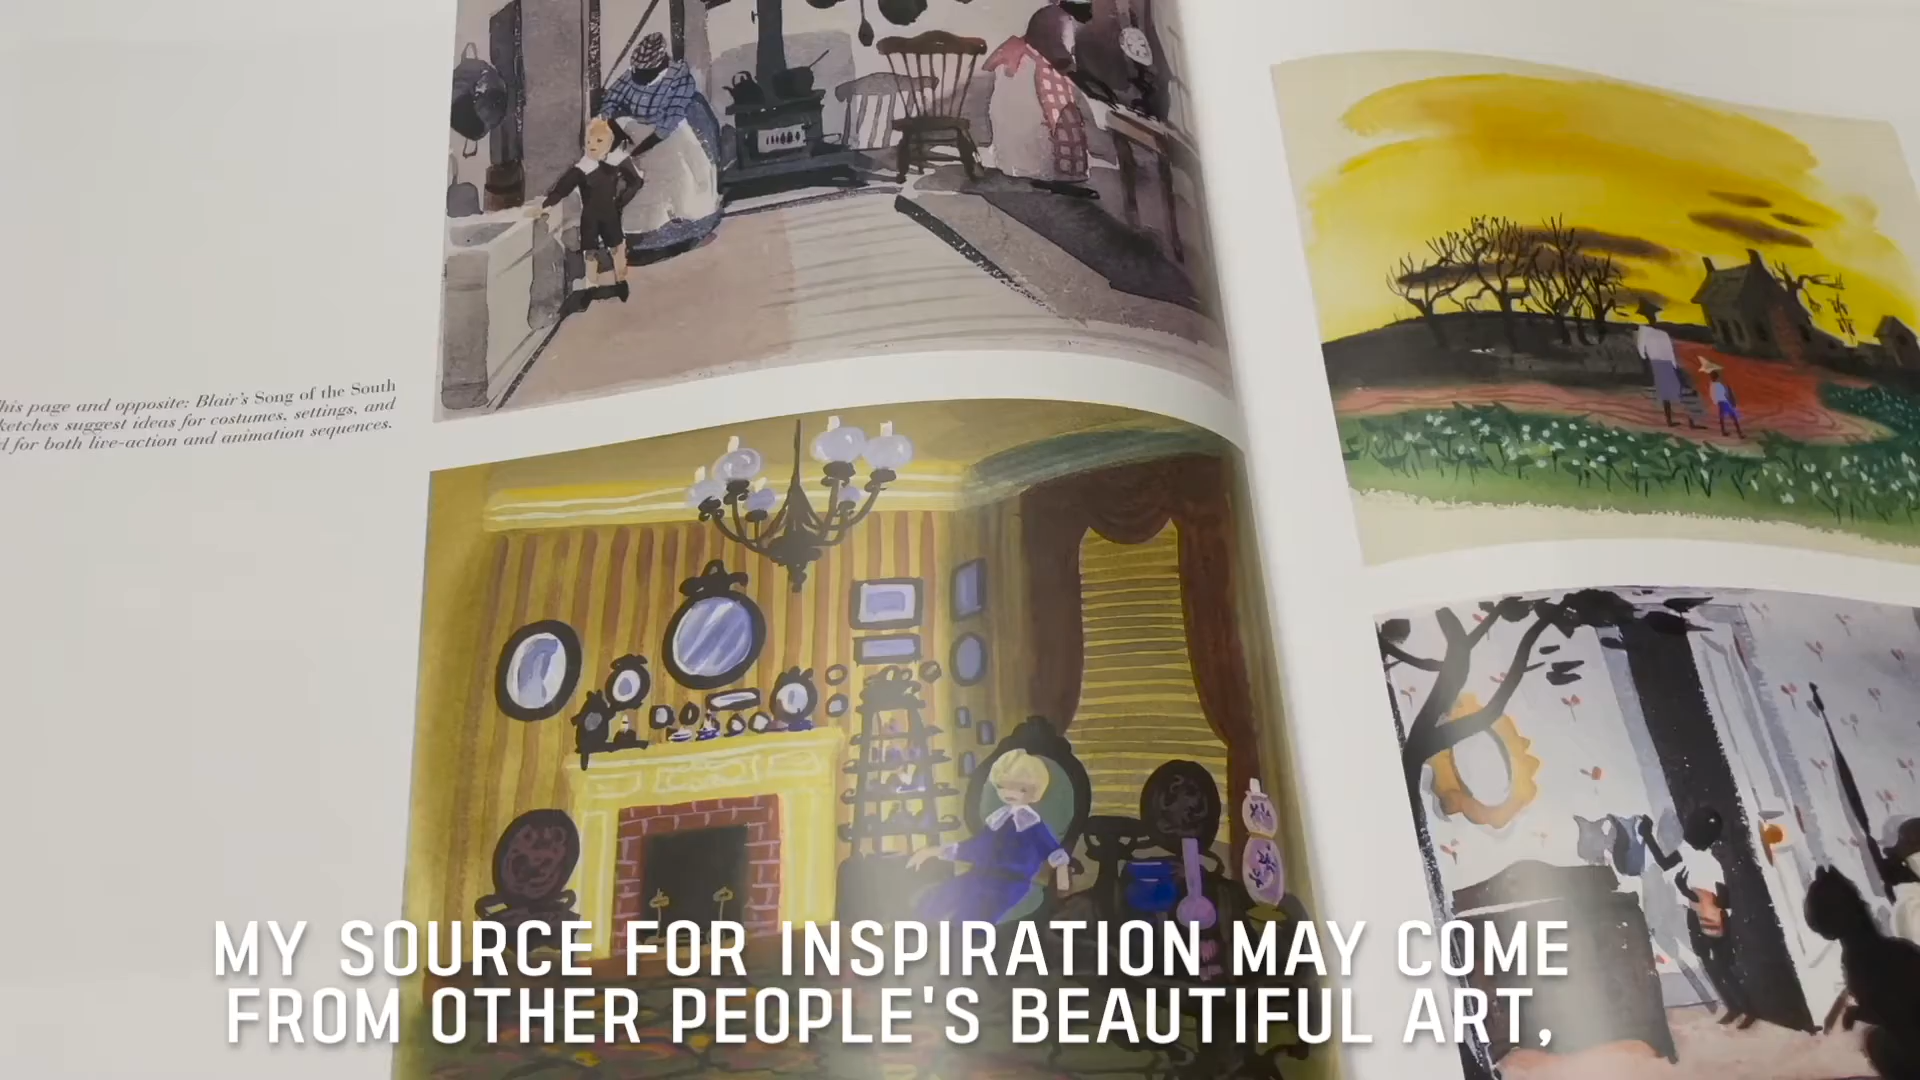 his page and opposite: Blair's Song of the South
ketches suggest ideas for costumes, settings, and
d for both live-action and animation sequences.
MY SOURCE FOR INSPIRATION MAY COME
FROM OTHER PEOPLE'S BEAUTIFUL ART,